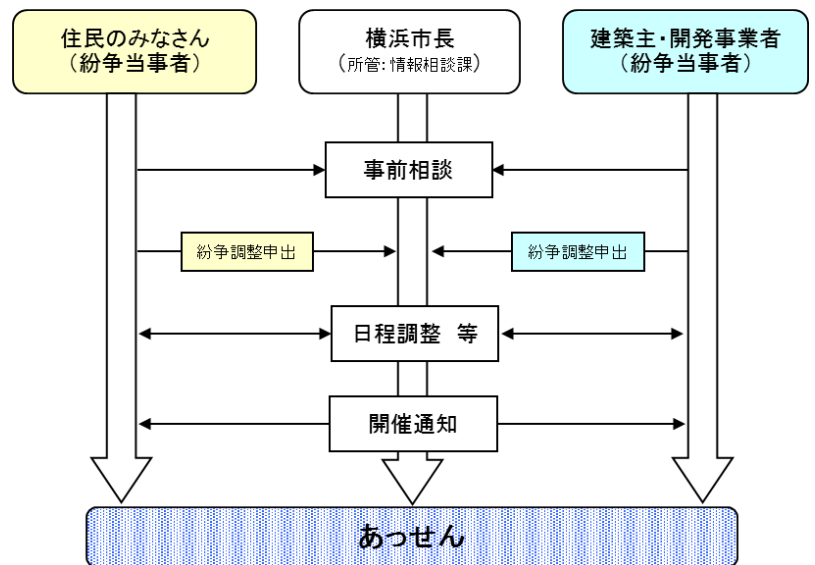 住民のみなさん
（紛争当事者）
横浜市長
（所管：情報相談課）
建築主・開発事業者
（紛争当事者）
事前相談
紛争調整申出
紛争調整申出
日程調整　等
開催通知
あっせん